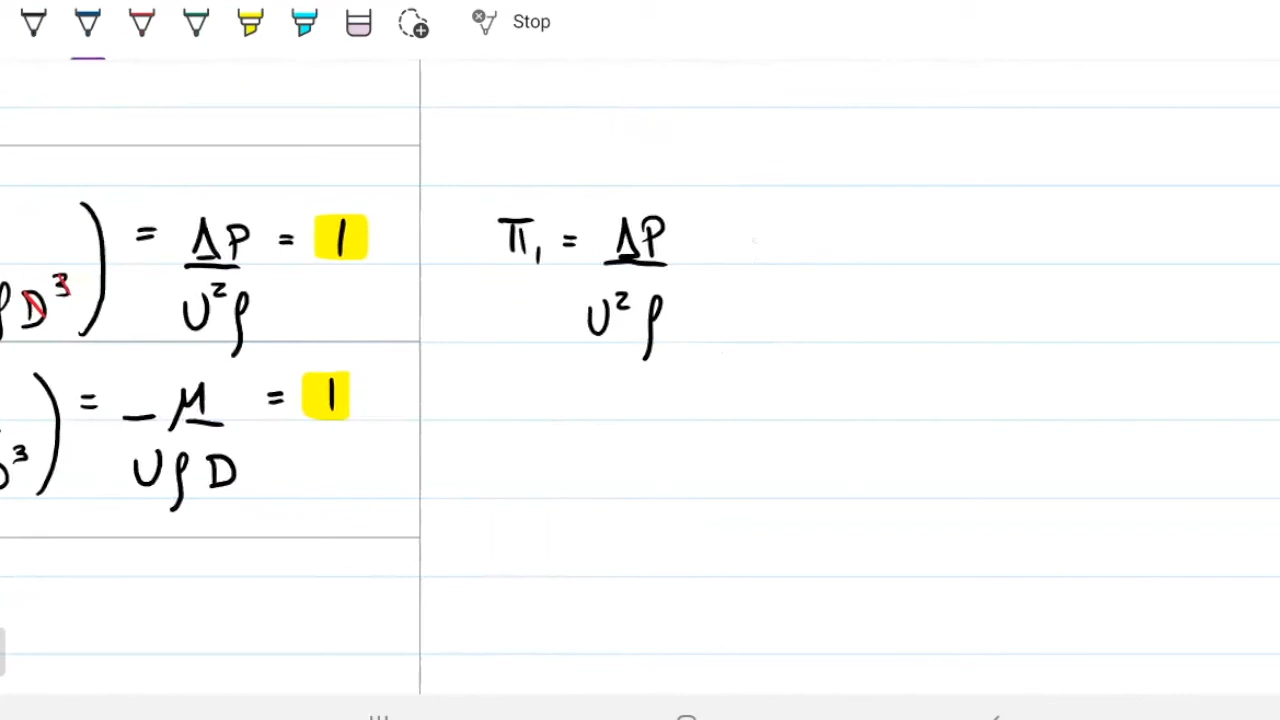 Stop
) = ΔP / U²ρ = 1
ρD³
π₁ = ΔP / U²ρ
³) = -μ / UρD = 1